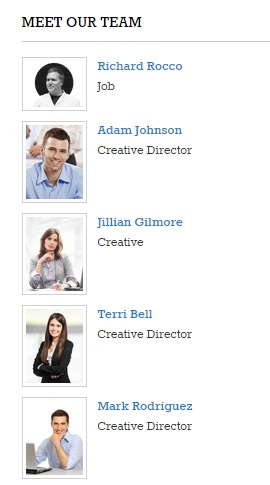 MEET OUR TEAM
Richard Rocco
Job
Adam Johnson
Creative Director
Jillian Gilmore
Creative
Terri Bell
Creative Director
Mark Rodriguez
Creative Director